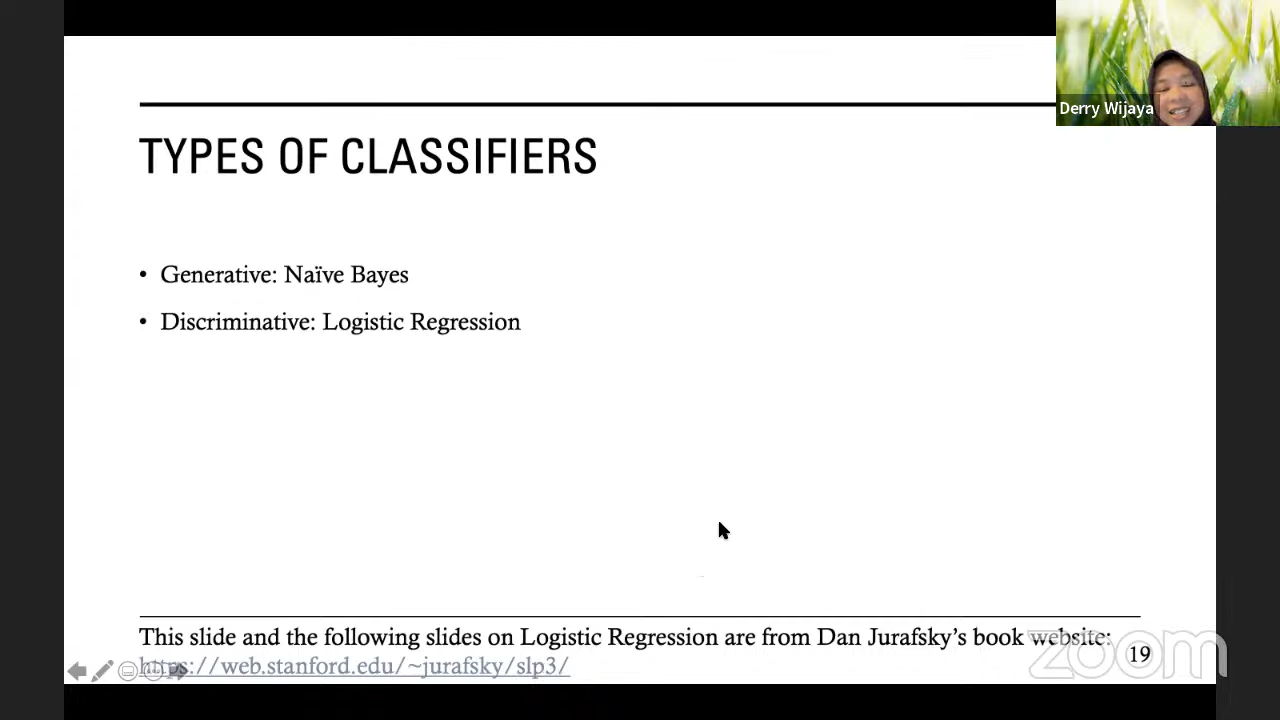 Derry Wijaya
TYPES OF CLASSIFIERS
• Generative: Naïve Bayes
• Discriminative: Logistic Regression
This slide and the following slides on Logistic Regression are from Dan Jurafsky’s book website:
https://web.stanford.edu/~jurafsky/slp3/
19
zoom